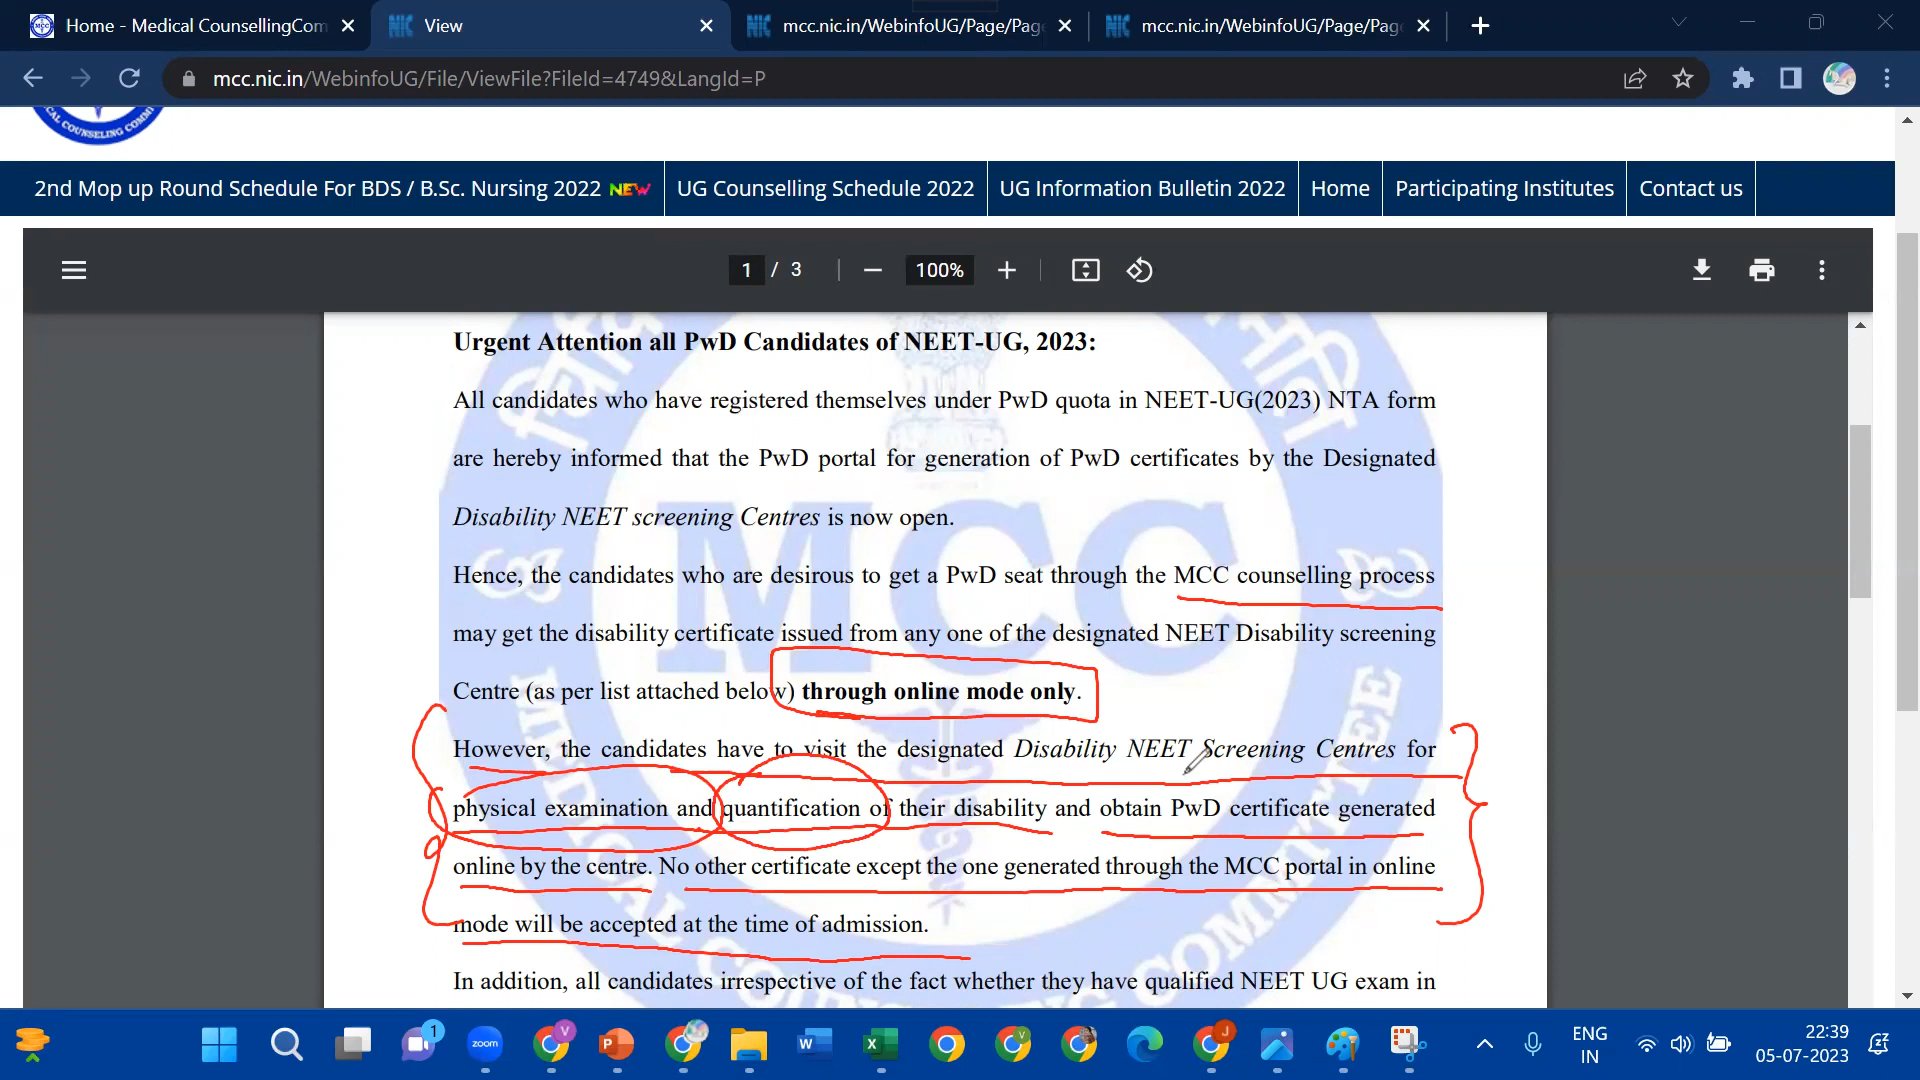 Home - Medical CounsellingCom
View
mcc.nic.in/WebinfoUG/Page/Page
mcc.nic.in/WebinfoUG/Page/Page
mcc.nic.in/WebinfoUG/File/ViewFile?FileId=4749&LangId=P
CAL COUNSELING COMMI
2nd Mop up Round Schedule For BDS / B.Sc. Nursing 2022 NEW
UG Counselling Schedule 2022
UG Information Bulletin 2022
Home
Participating Institutes
Contact us
1 / 3
100%
Urgent Attention all PwD Candidates of NEET-UG, 2023:
All candidates who have registered themselves under PwD quota in NEET-UG(2023) NTA form
are hereby informed that the PwD portal for generation of PwD certificates by the Designated
Disability NEET screening Centres is now open.
Hence, the candidates who are desirous to get a PwD seat through the MCC counselling process
may get the disability certificate issued from any one of the designated NEET Disability screening
Centre (as per list attached below) through online mode only.
However, the candidates have to visit the designated Disability NEET Screening Centres for
physical examination and quantification of their disability and obtain PwD certificate generated
online by the centre. No other certificate except the one generated through the MCC portal in online
mode will be accepted at the time of admission.
In addition, all candidates irrespective of the fact whether they have qualified NEET UG exam in
MCC
COMMITTEE
1
zoom
V
P
W
X
V
J
ENG
IN
22:39
05-07-2023